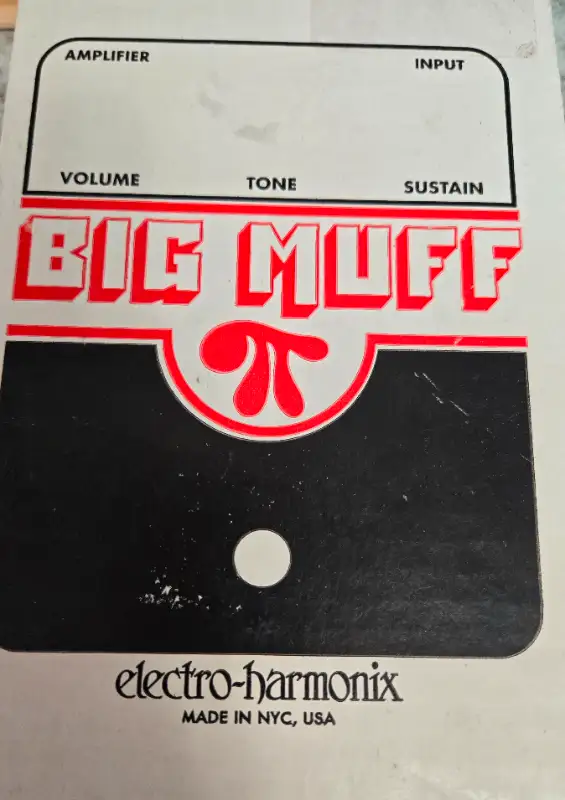 AMPLIFIER INPUT
VOLUME TONE SUSTAIN
BIG MUFF
π
electro-harmonix
MADE IN NYC, USA